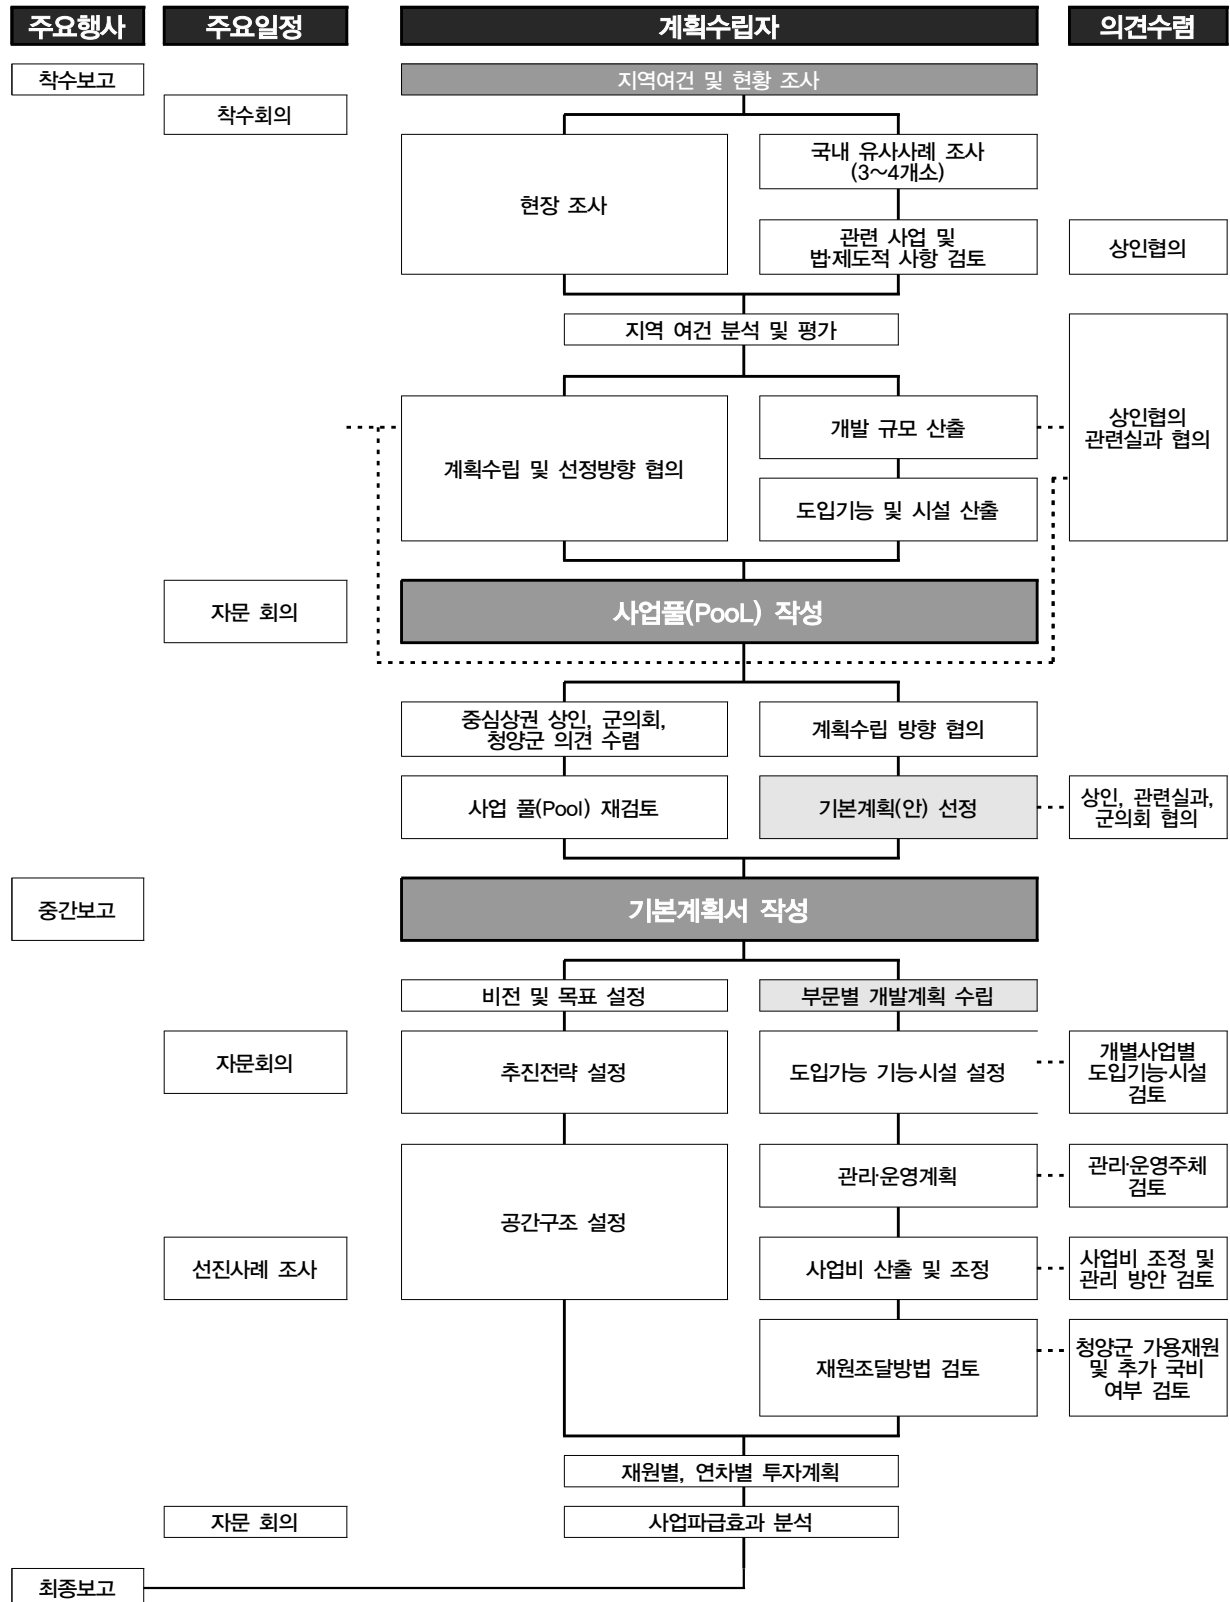 주요행사
주요일정
계획수립자
의견수렴
착수보고
지역여건 및 현황 조사
착수회의
현장 조사
국내 유사사례 조사
(3~4개소)
관련 사업 및
법·제도적 사항 검토
상인협의
지역 여건 분석 및 평가
계획수립 및 선정방향 협의
개발 규모 산출
도입기능 및 시설 산출
상인협의
관련실과 협의
자문 회의
사업풀(PooL) 작성
중심상권 상인, 군의회,
청양군 의견 수렴
계획수립 방향 협의
사업 풀(Pool) 재검토
기본계획(안) 선정
상인, 관련실과,
군의회 협의
중간보고
기본계획서 작성
비전 및 목표 설정
부문별 개발계획 수립
자문회의
추진전략 설정
도입가능 기능·시설 설정
개별사업별
도입기능·시설
검토
공간구조 설정
관리·운영계획
관리·운영주체
검토
선진사례 조사
사업비 산출 및 조정
사업비 조정 및
관리 방안 검토
재원조달방법 검토
청양군 가용재원
및 추가 국비
여부 검토
재원별, 연차별 투자계획
자문 회의
사업파급효과 분석
최종보고